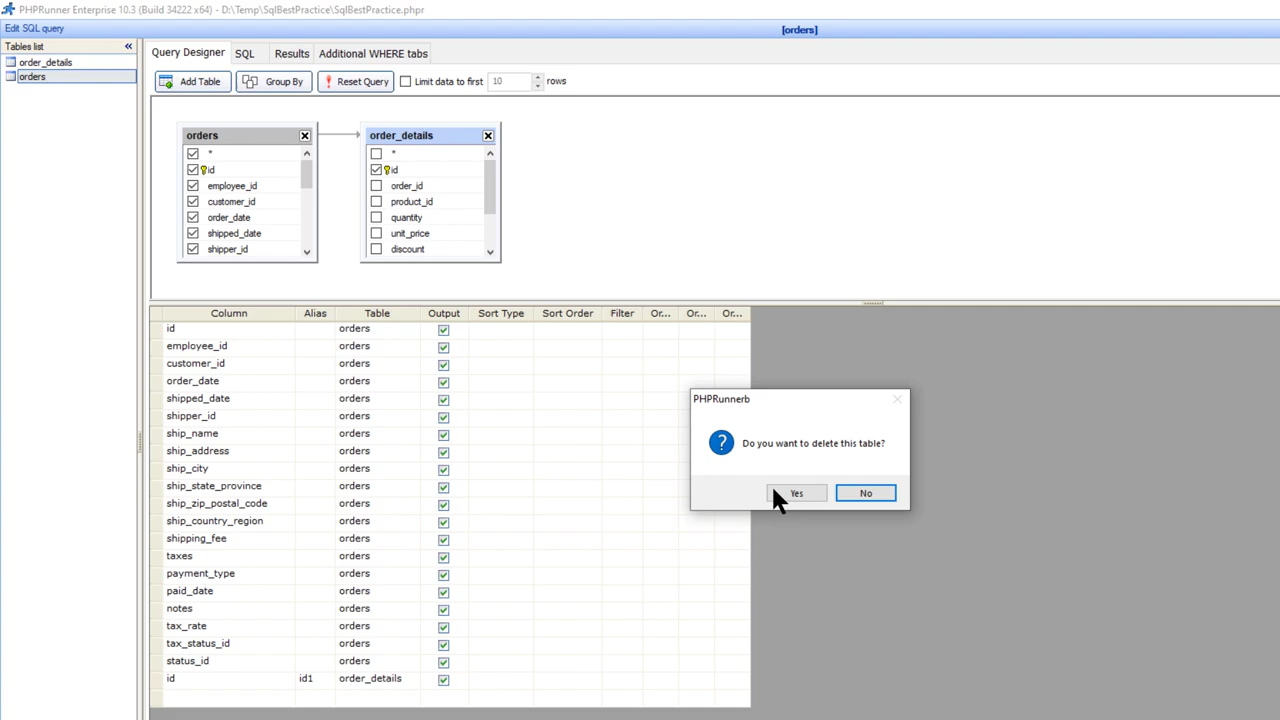 PHPRunner Enterprise 10.3 (Build 34222 x64) - D:\Temp\SqlBestPractice\SqlBestPractice.phpr
Edit SQL query
[orders]
Tables list «
order_details
orders
Query Designer SQL Results Additional WHERE tabs
Add Table Group By Reset Query Limit data to first 10 rows
orders
*
id
employee_id
customer_id
order_date
shipped_date
shipper_id
order_details
*
id
order_id
product_id
quantity
unit_price
discount
Column Alias Table Output Sort Type Sort Order Filter Or... Or... Or...
id orders
employee_id orders
customer_id orders
order_date orders
shipped_date orders
shipper_id orders
ship_name orders
ship_address orders
ship_city orders
ship_state_province orders
ship_zip_postal_code orders
ship_country_region orders
shipping_fee orders
taxes orders
payment_type orders
paid_date orders
notes orders
tax_rate orders
tax_status_id orders
status_id orders
id id1 order_details
PHPRunnerb
Do you want to delete this table?
Yes No